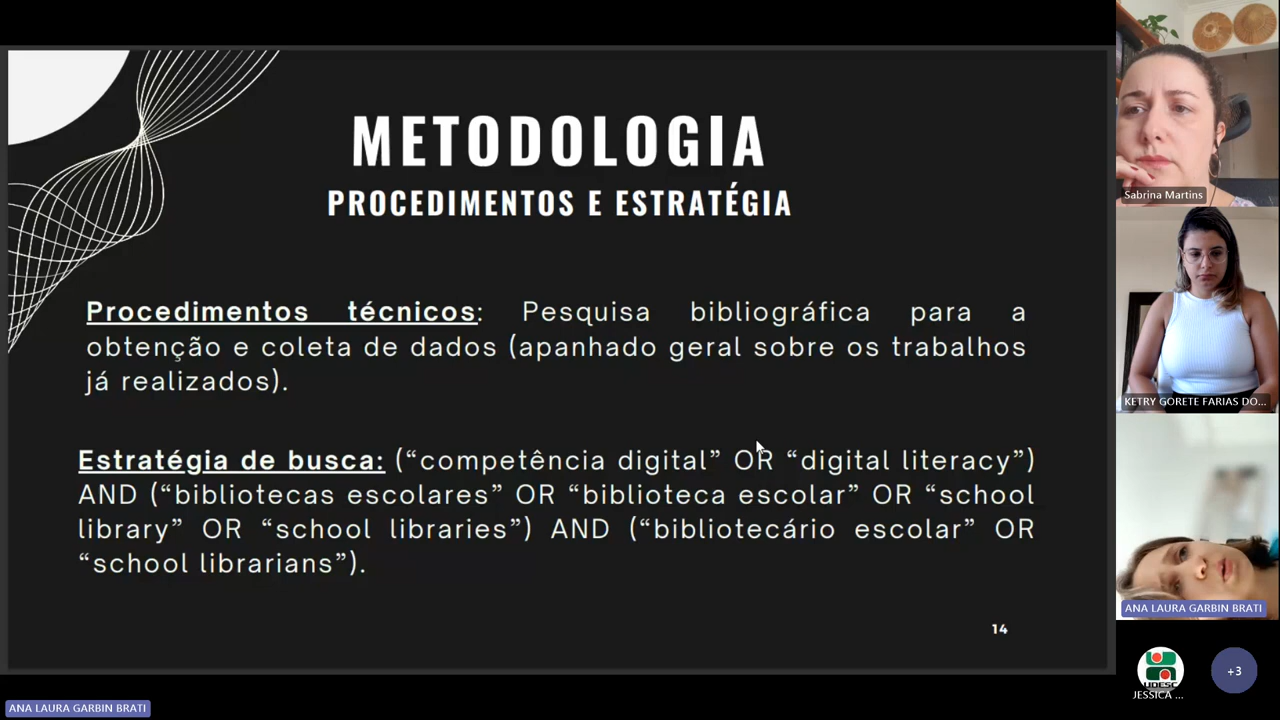 METODOLOGIA
PROCEDIMENTOS E ESTRATÉGIA
Procedimentos técnicos: Pesquisa bibliográfica para a
obtenção e coleta de dados (apanhado geral sobre os trabalhos
já realizados).
Estratégia de busca: (“competência digital” OR “digital literacy”)
AND (“bibliotecas escolares” OR “biblioteca escolar” OR “school
library” OR “school libraries”) AND (“bibliotecário escolar” OR
“school librarians”).
14
Sabrina Martins
KETRY GORETE FARIAS DO...
ANA LAURA GARBIN BRATI
UDESC
JESSICA ...
+3
ANA LAURA GARBIN BRATI